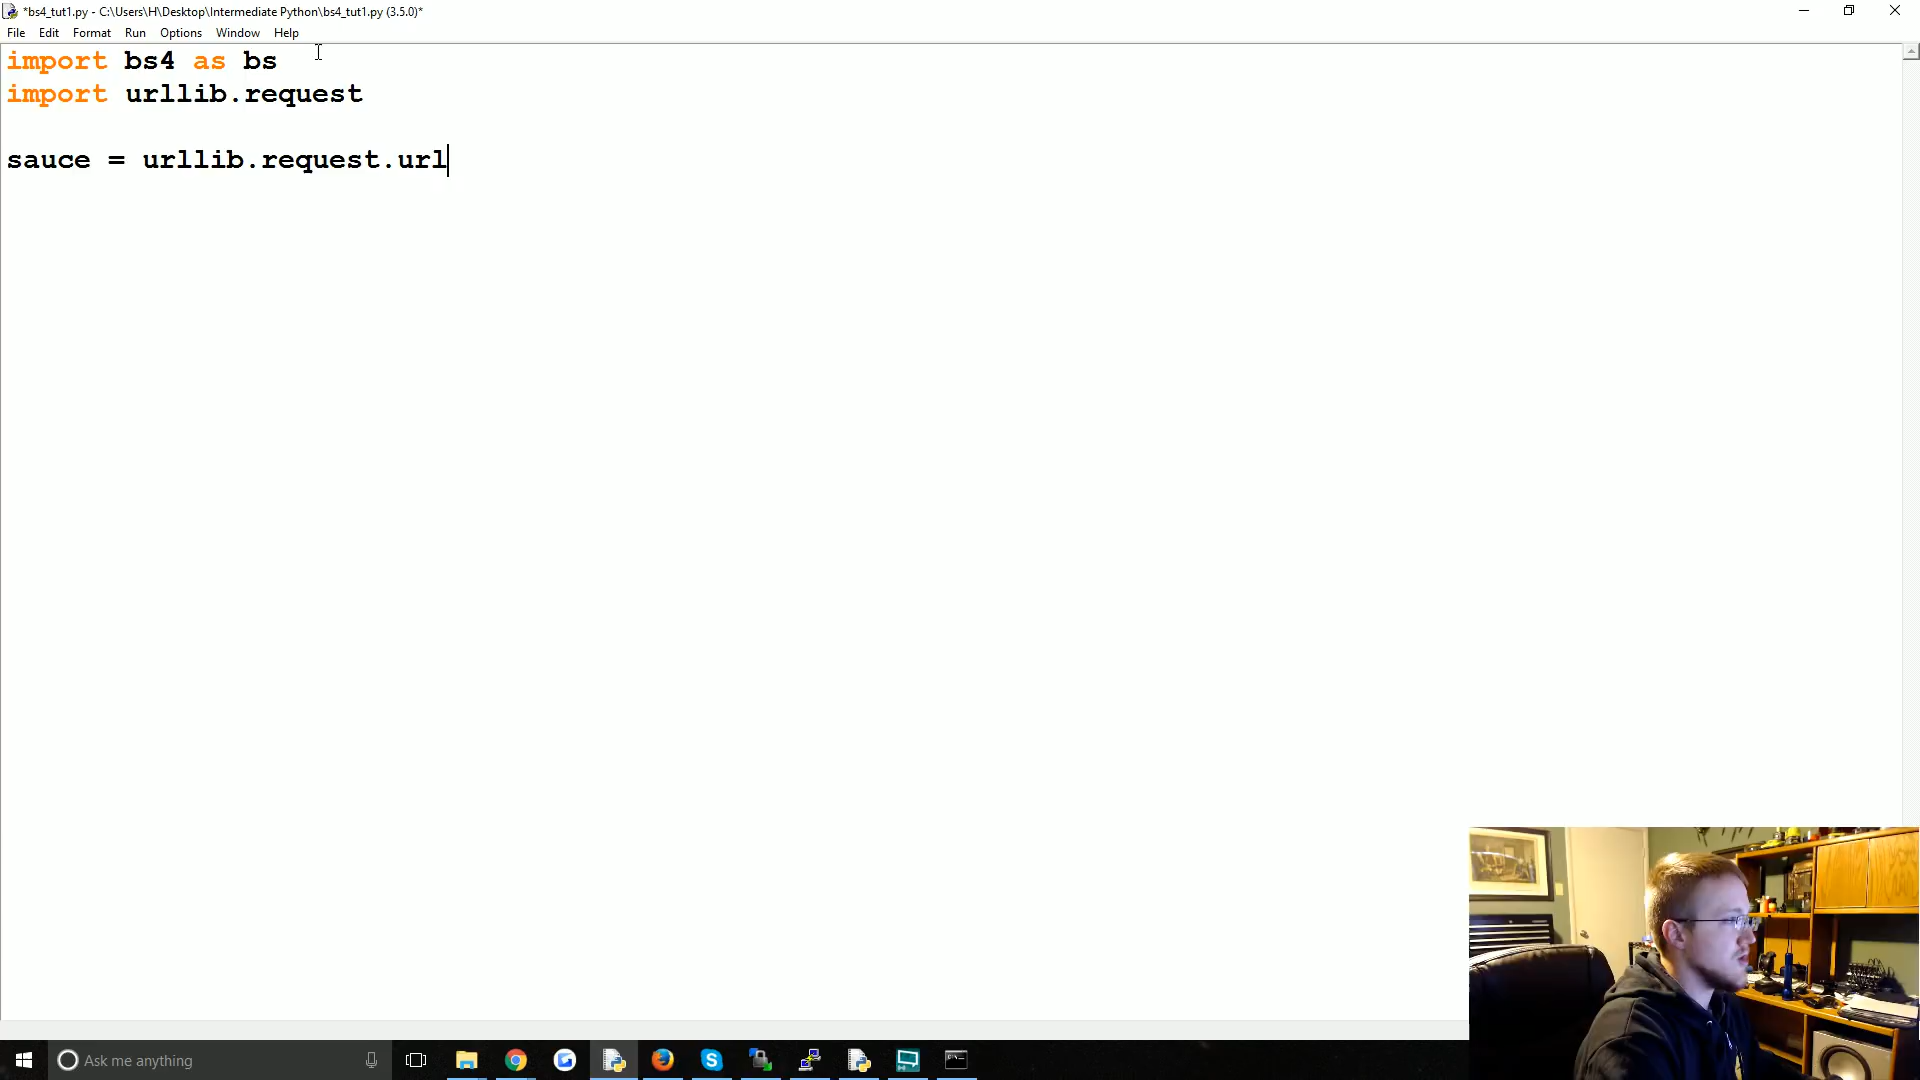 *bs4_tut1.py - C:\Users\H\Desktop\Intermediate Python\bs4_tut1.py (3.5.0)*
File Edit Format Run Options Window Help
import bs4 as bs
import urllib.request
sauce = urllib.request.url
Ask me anything